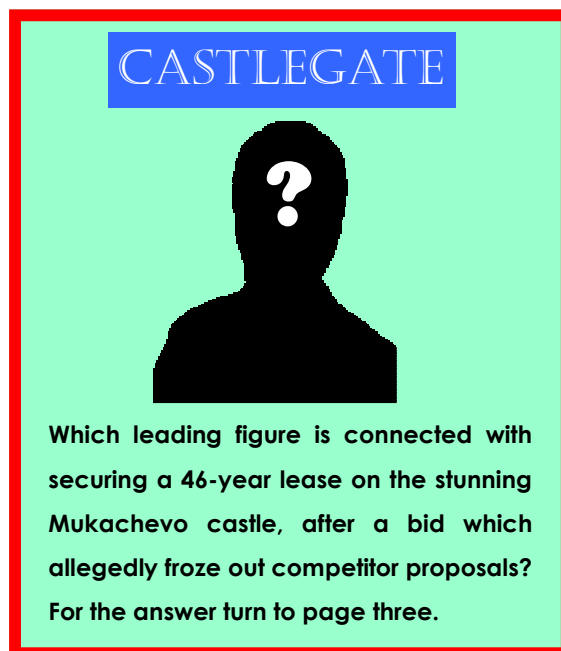 CASTLEGATE
?
Which leading figure is connected with
securing a 46-year lease on the stunning
Mukachevo castle, after a bid which
allegedly froze out competitor proposals?
For the answer turn to page three.